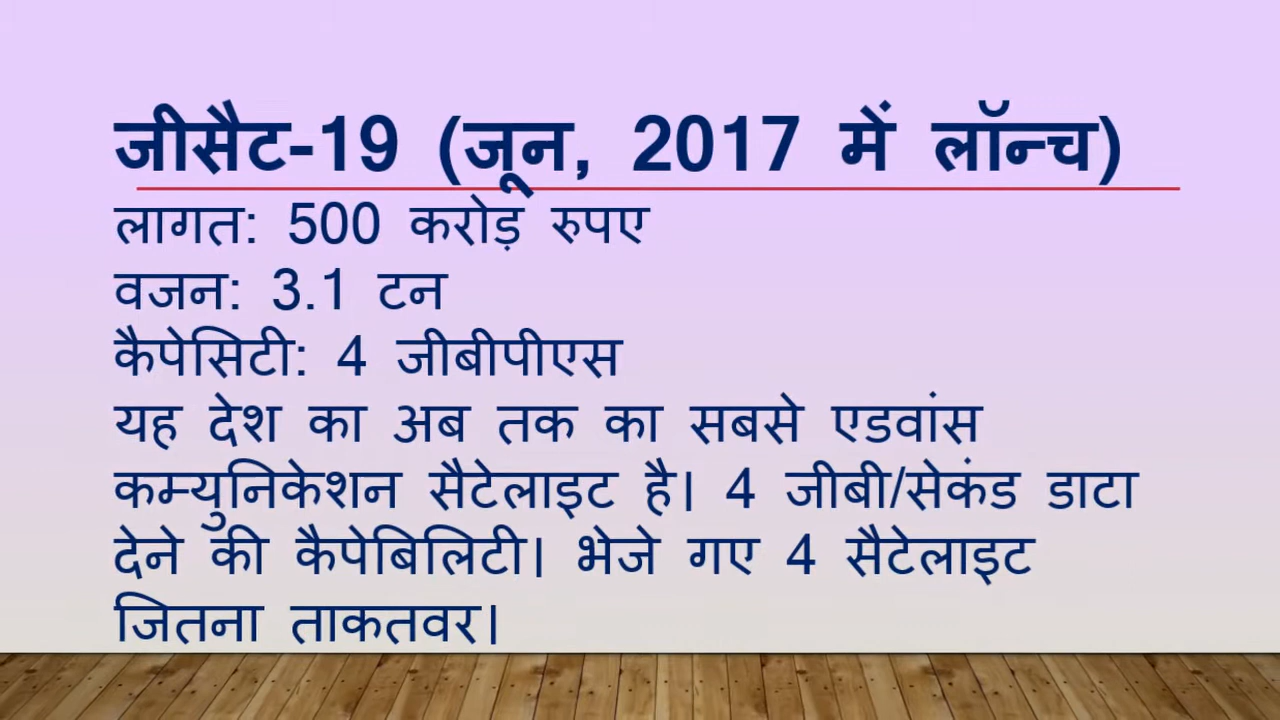 जीसैट-19 (जून, 2017 में लॉन्च)
लागत: 500 करोड़ रुपए
वजन: 3.1 टन
कैपेसिटी: 4 जीबीपीएस
यह देश का अब तक का सबसे एडवांस
कम्युनिकेशन सैटेलाइट है। 4 जीबी/सेकंड डाटा
देने की कैपेबिलिटी। भेजे गए 4 सैटेलाइट
जितना ताकतवर।